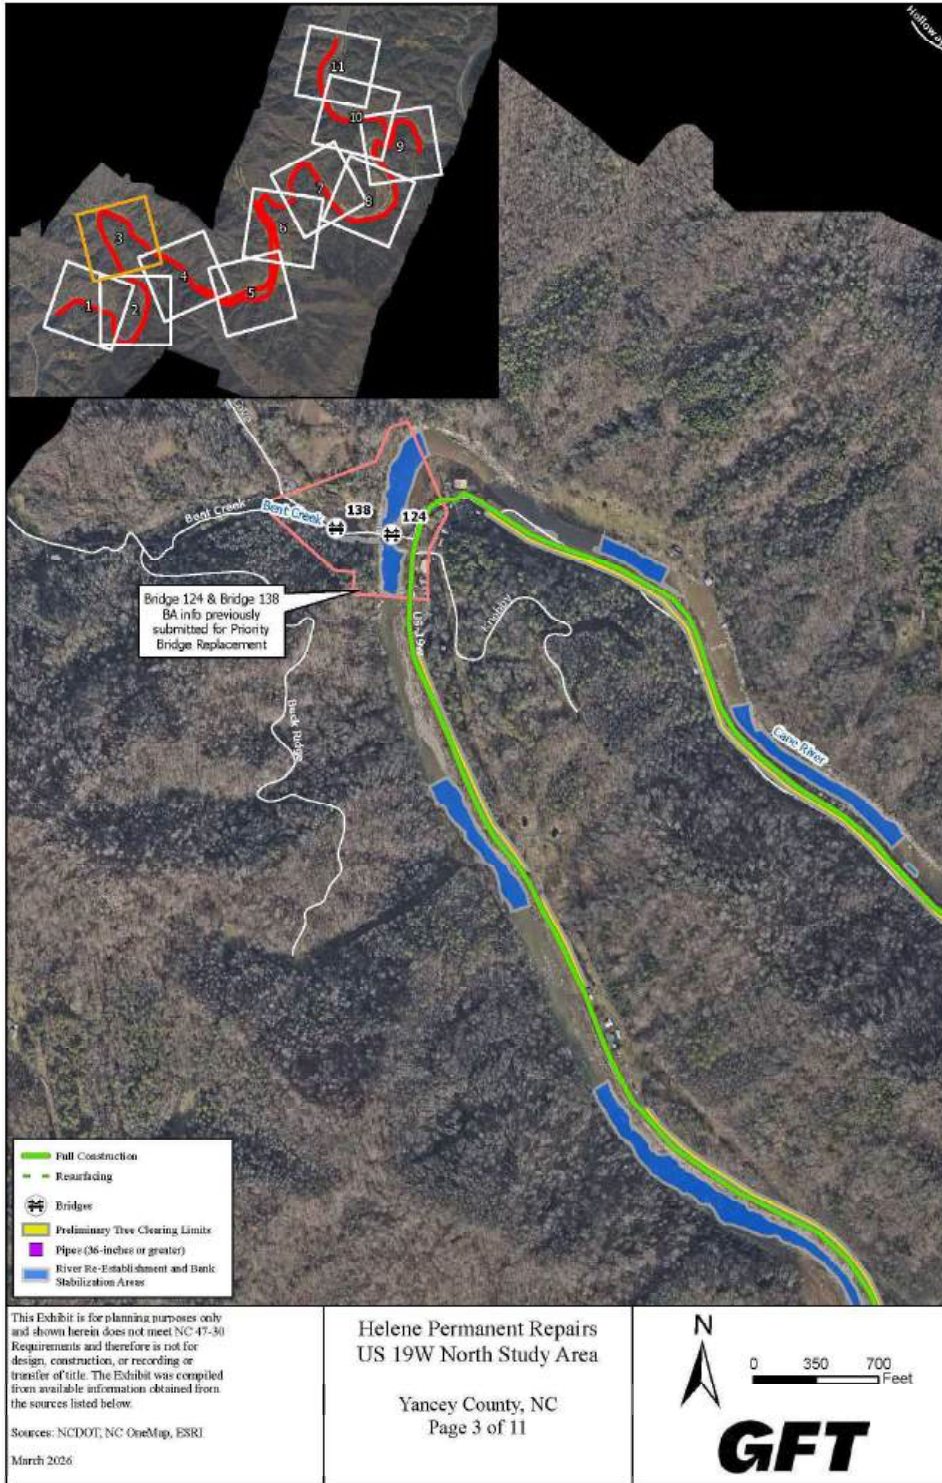 Holloway
11
10
9
7
8
3
6
4
1
2
5
Cove
Bent Creek
Bent Creek
138
124
Bridge 124 & Bridge 138
BA info previously
submitted for Priority
Bridge Replacement
US-19W
Knobby
Buck Ridge
Cane River
Full Construction
Resurfacing
Bridges
Preliminary Tree Clearing Limits
Pipes (36-inches or greater)
River Re-Establishment and Bank
Stabilization Areas
This Exhibit is for planning purposes only
and shown herein does not meet NC 47-30
Requirements and therefore is not for
design, construction, or recording or
transfer of title. The Exhibit was compiled
from available information obtained from
the sources listed below.
Sources: NCDOT, NC OneMap, ESRI
March 2026
Helene Permanent Repairs
US 19W North Study Area
Yancey County, NC
Page 3 of 11
N
0 350 700
Feet
GFT